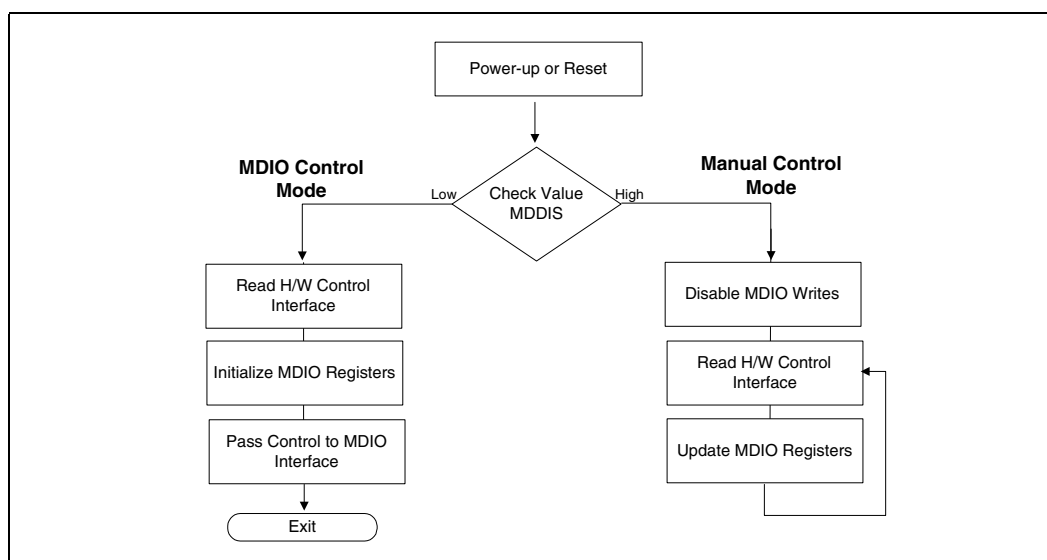 Power-up or Reset
MDIO Control
Mode
Manual Control
Mode
Low
Check Value
MDDIS
High
Read H/W Control
Interface
Initialize MDIO Registers
Pass Control to MDIO
Interface
Exit
Disable MDIO Writes
Read H/W Control
Interface
Update MDIO Registers